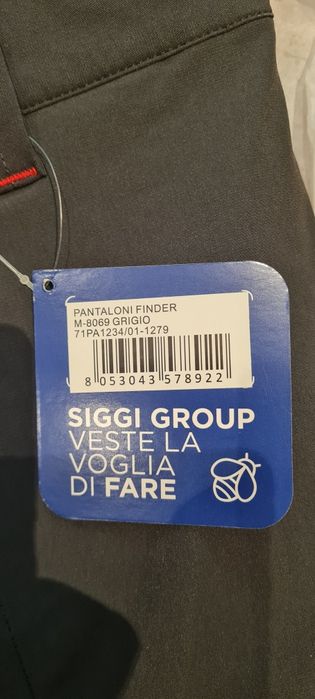 PANTALONI FINDER
M-8069 GRIGIO
71PA1234/01-1279
8 053043 578922
SIGGI GROUP
VESTE LA
VOGLIA
DI FARE